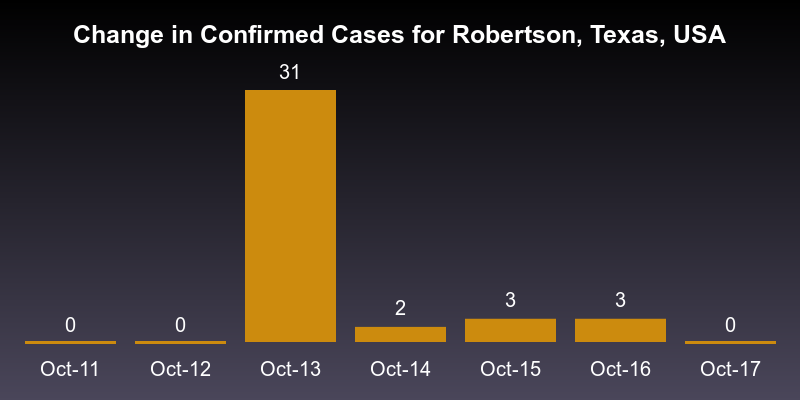 Change in Confirmed Cases for Robertson, Texas, USA
31
2
3
3
0
0
0
Oct-11
Oct-12
Oct-13
Oct-14
Oct-15
Oct-16
Oct-17